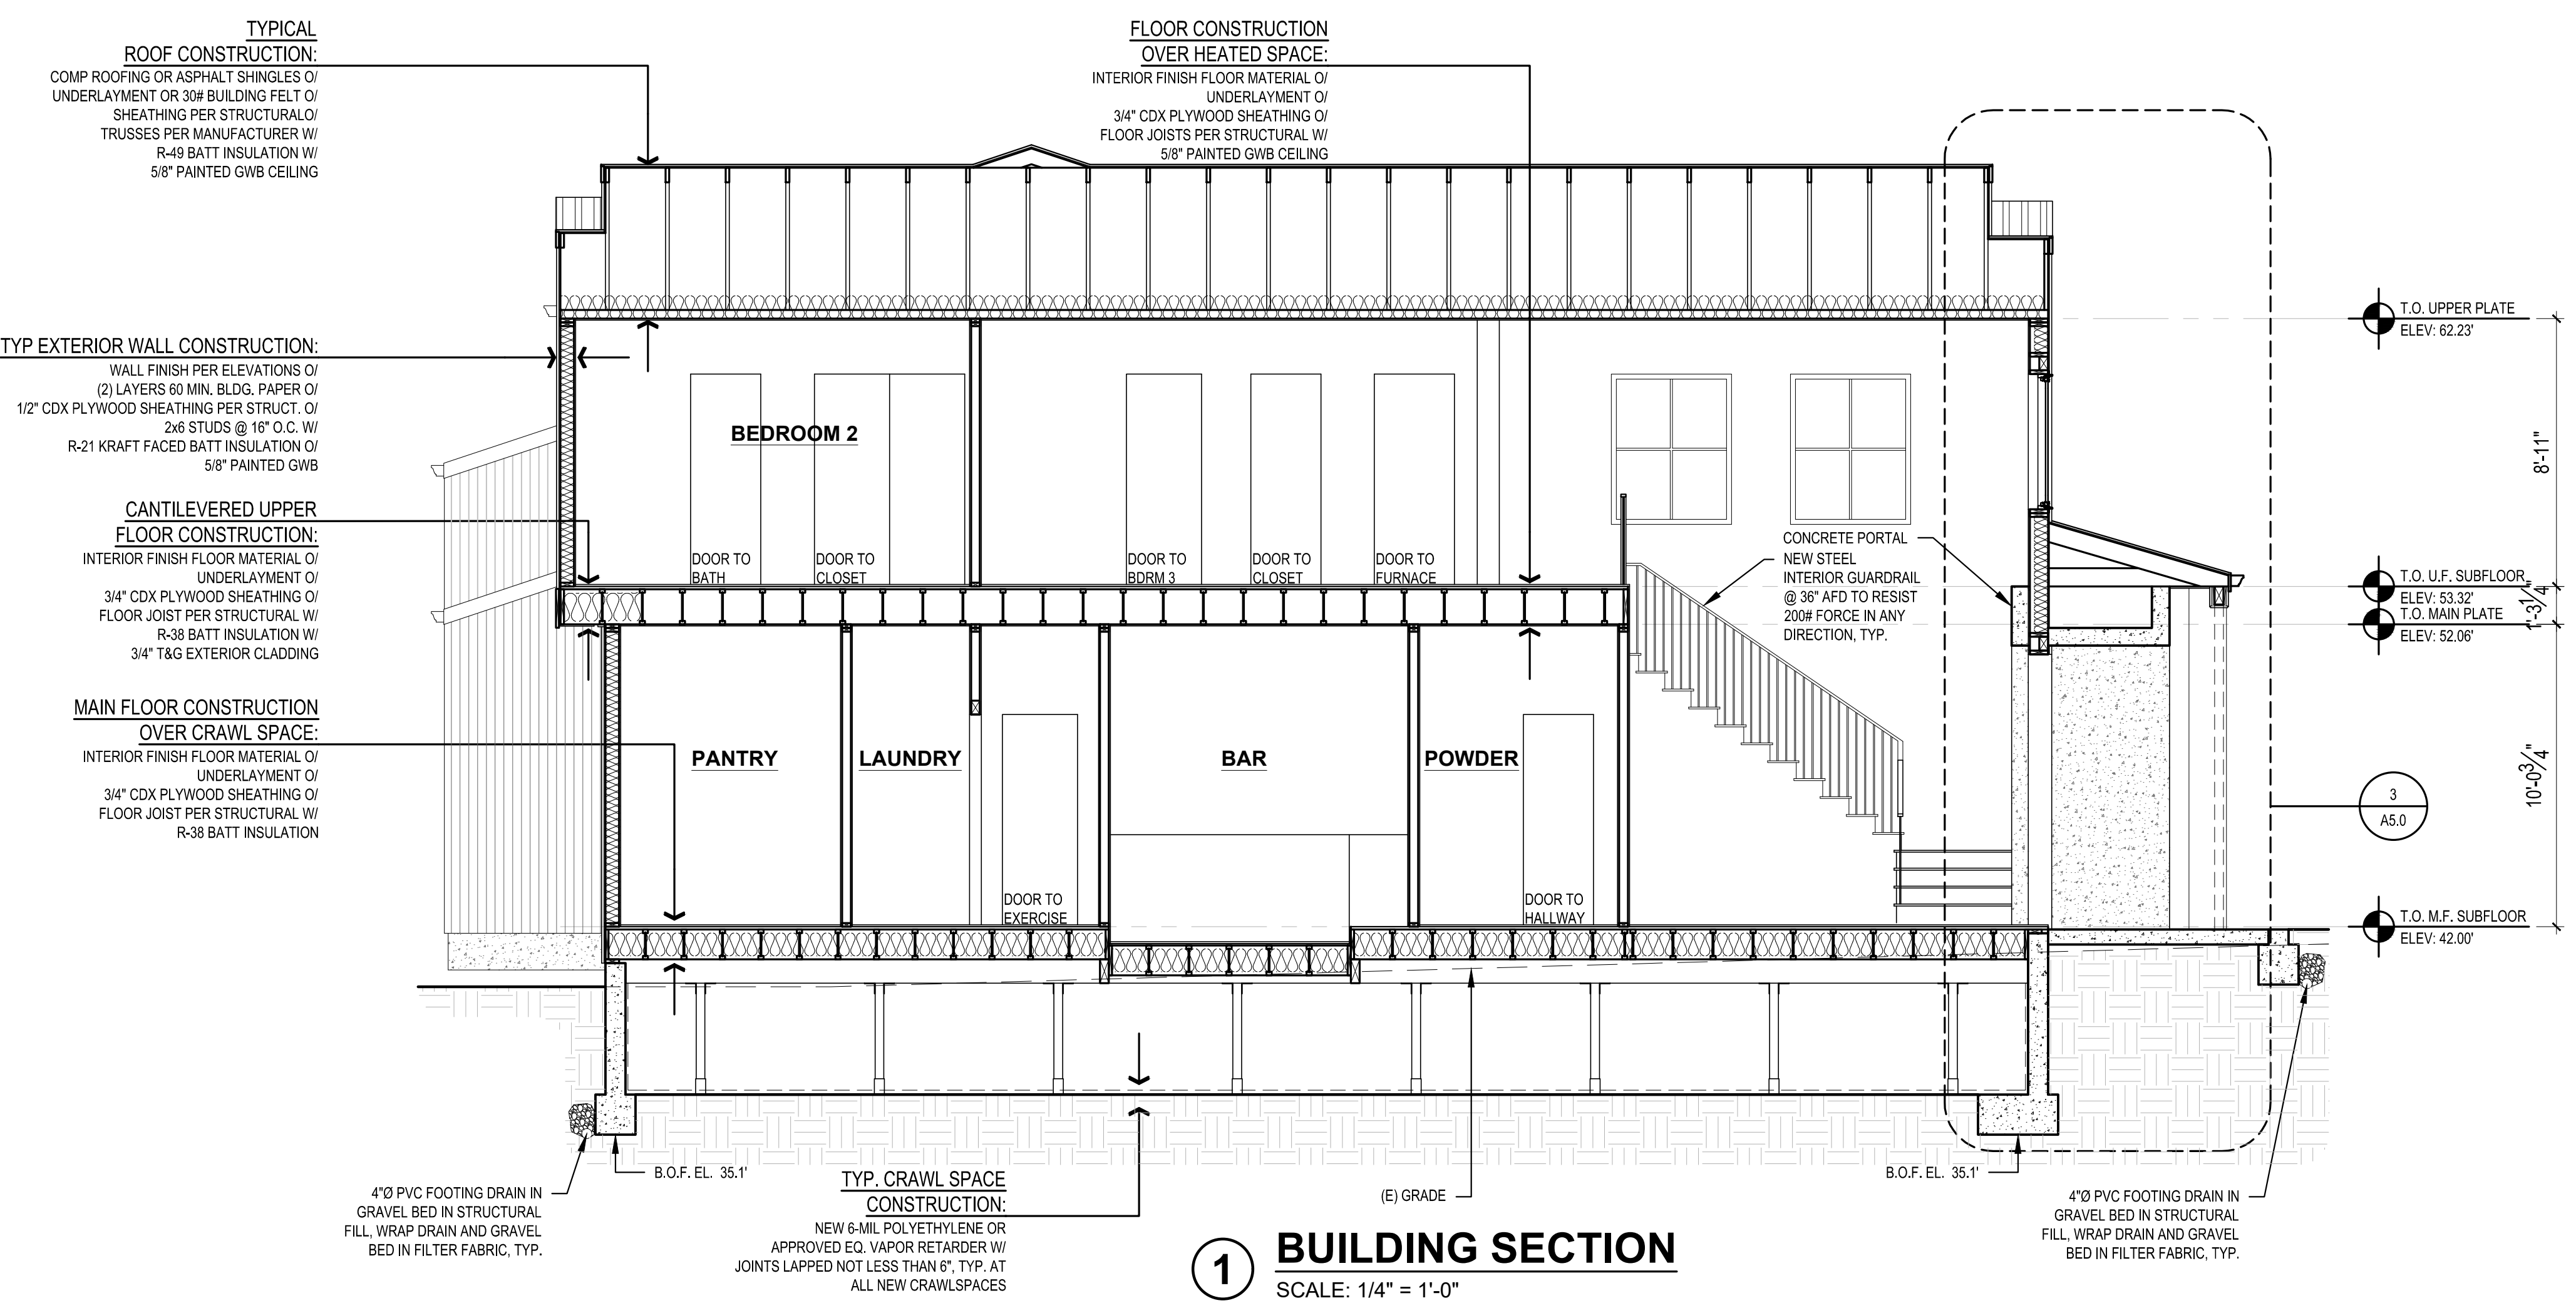 TYPICAL
ROOF CONSTRUCTION:
COMP ROOFING OR ASPHALT SHINGLES O/
UNDERLAYMENT OR 30# BUILDING FELT O/
SHEATHING PER STRUCTURALO/
TRUSSES PER MANUFACTURER W/
R-49 BATT INSULATION W/
5/8" PAINTED GWB CEILING
FLOOR CONSTRUCTION
OVER HEATED SPACE:
INTERIOR FINISH FLOOR MATERIAL O/
UNDERLAYMENT O/
3/4" CDX PLYWOOD SHEATHING O/
FLOOR JOISTS PER STRUCTURAL W/
5/8" PAINTED GWB CEILING
TYP EXTERIOR WALL CONSTRUCTION:
WALL FINISH PER ELEVATIONS O/
(2) LAYERS 60 MIN. BLDG. PAPER O/
1/2" CDX PLYWOOD SHEATHING PER STRUCT. O/
2x6 STUDS @ 16" O.C. W/
R-21 KRAFT FACED BATT INSULATION O/
5/8" PAINTED GWB
CANTILEVERED UPPER
FLOOR CONSTRUCTION:
INTERIOR FINISH FLOOR MATERIAL O/
UNDERLAYMENT O/
3/4" CDX PLYWOOD SHEATHING O/
FLOOR JOIST PER STRUCTURAL W/
R-38 BATT INSULATION W/
3/4" T&G EXTERIOR CLADDING
MAIN FLOOR CONSTRUCTION
OVER CRAWL SPACE:
INTERIOR FINISH FLOOR MATERIAL O/
UNDERLAYMENT O/
3/4" CDX PLYWOOD SHEATHING O/
FLOOR JOIST PER STRUCTURAL W/
R-38 BATT INSULATION
BEDROOM 2
DOOR TO
BATH
DOOR TO
CLOSET
DOOR TO
BDRM 3
DOOR TO
CLOSET
DOOR TO
FURNACE
CONCRETE PORTAL
NEW STEEL
INTERIOR GUARDRAIL
@ 36" AFD TO RESIST
200# FORCE IN ANY
DIRECTION, TYP.
PANTRY
LAUNDRY
BAR
POWDER
DOOR TO
EXERCISE
DOOR TO
HALLWAY
T.O. UPPER PLATE
ELEV: 62.23'
8'-11"
T.O. U.F. SUBFLOOR
ELEV: 53.32'
1'-3 1/4"
T.O. MAIN PLATE
ELEV: 52.06'
10'-0 3/4"
3
A5.0
T.O. M.F. SUBFLOOR
ELEV: 42.00'
B.O.F. EL. 35.1'
B.O.F. EL. 35.1'
4"Ø PVC FOOTING DRAIN IN
GRAVEL BED IN STRUCTURAL
FILL, WRAP DRAIN AND GRAVEL
BED IN FILTER FABRIC, TYP.
TYP. CRAWL SPACE
CONSTRUCTION:
NEW 6-MIL POLYETHYLENE OR
APPROVED EQ. VAPOR RETARDER W/
JOINTS LAPPED NOT LESS THAN 6", TYP. AT
ALL NEW CRAWLSPACES
(E) GRADE
4"Ø PVC FOOTING DRAIN IN
GRAVEL BED IN STRUCTURAL
FILL, WRAP DRAIN AND GRAVEL
BED IN FILTER FABRIC, TYP.
1
BUILDING SECTION
SCALE: 1/4" = 1'-0"